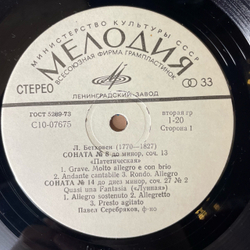 МИНИСТЕРСТВО КУЛЬТУРЫ СССР
МЕЛОДИЯ
ВСЕСОЮЗНАЯ ФИРМА ГРАМПЛАСТИНОК
СТЕРЕО
33
ЛЕНИНГРАДСКИЙ ЗАВОД
ГОСТ 5289-73
С10-07675
вторая гр.
1-20
Сторона 1
Л. Бетховен (1770—1827)
СОНАТА № 8 до минор, соч. 13
«Патетическая»
1. Grave. Molto allegro e con brio
2. Andante cantabile 3. Rondo. Allegro
СОНАТА № 14 до диез минор, соч. 27 № 2
Quasi una Fantasia («Лунная»)
1. Allegro sostenuto 2. Allegretto
3. Presto agitato
Павел Серебряков, ф-но